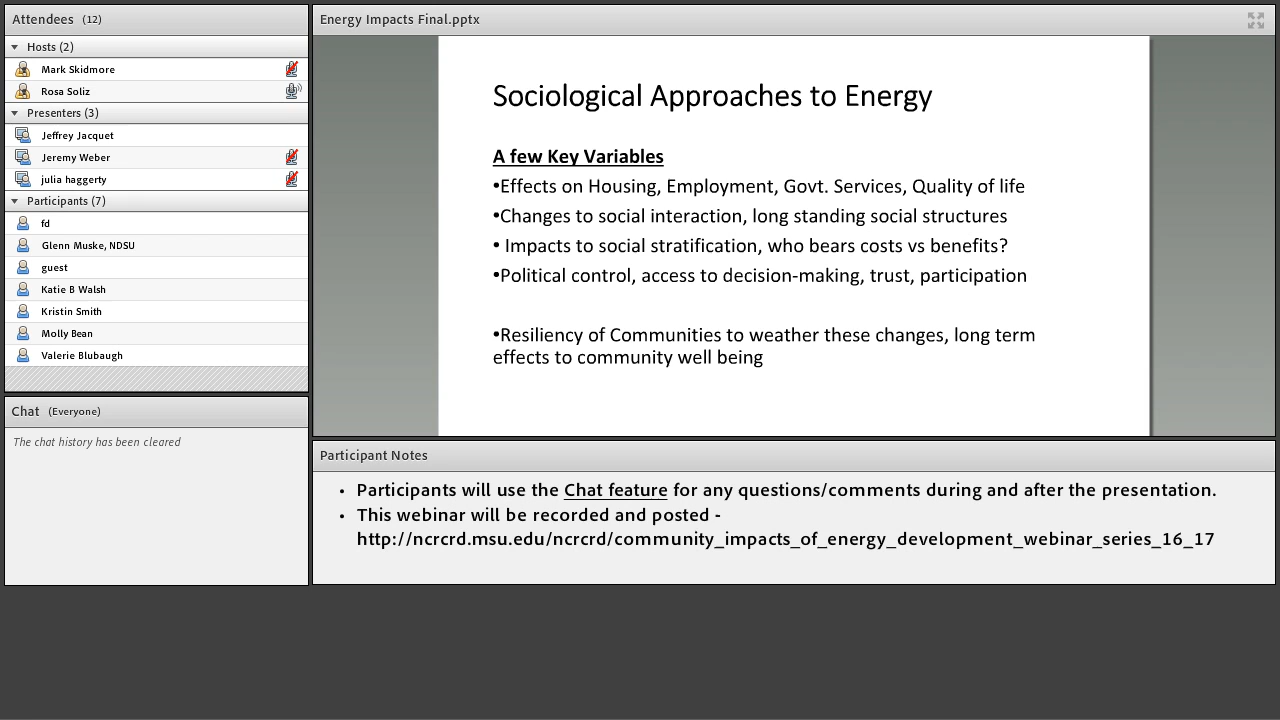 Attendees (12)
Hosts (2)
Mark Skidmore
Rosa Soliz
Presenters (3)
Jeffrey Jacquet
Jeremy Weber
julia haggerty
Participants (7)
fd
Glenn Muske, NDSU
guest
Katie B Walsh
Kristin Smith
Molly Bean
Valerie Blubaugh
Chat (Everyone)
The chat history has been cleared
Energy Impacts Final.pptx
Sociological Approaches to Energy
A few Key Variables
•Effects on Housing, Employment, Govt. Services, Quality of life
•Changes to social interaction, long standing social structures
• Impacts to social stratification, who bears costs vs benefits?
•Political control, access to decision-making, trust, participation
•Resiliency of Communities to weather these changes, long term
effects to community well being
Participant Notes
• Participants will use the Chat feature for any questions/comments during and after the presentation.
• This webinar will be recorded and posted -
http://ncrcrd.msu.edu/ncrcrd/community_impacts_of_energy_development_webinar_series_16_17